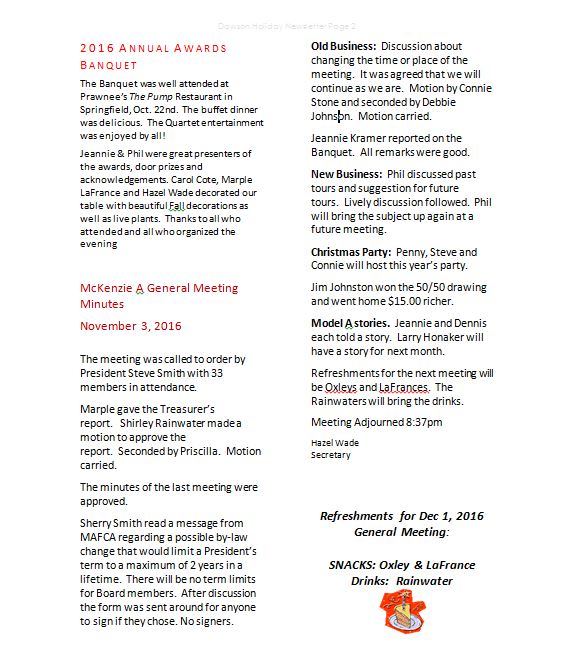 Dawson Holiday Newsletter Page 2
2016 ANNUAL AWARDS
BANQUET
The Banquet was well attended at
Prawnee's The Pump Restaurant in
Springfield, Oct. 22nd. The buffet dinner
was delicious. The Quartet entertainment
was enjoyed by all!
Jeannie & Phil were great presenters of
the awards, door prizes and
acknowledgements. Carol Cote, Marple
LaFrance and Hazel Wade decorated our
table with beautiful Fall decorations as
well as live plants. Thanks to all who
attended and all who organized the
evening
McKenzie A General Meeting
Minutes
November 3, 2016
The meeting was called to order by
President Steve Smith with 33
members in attendance.
Marple gave the Treasurer's
report. Shirley Rainwater made a
motion to approve the
report. Seconded by Priscilla. Motion
carried.
The minutes of the last meeting were
approved.
Sherry Smith read a message from
MAFCA regarding a possible by-law
change that would limit a President's
term to a maximum of 2 years in a
lifetime. There will be no term limits
for Board members. After discussion
the form was sent around for anyone
to sign if they chose. No signers.
Old Business: Discussion about
changing the time or place of the
meeting. It was agreed that we will
continue as we are. Motion by Connie
Stone and seconded by Debbie
Johnson. Motion carried.
Jeannie Kramer reported on the
Banquet. All remarks were good.
New Business: Phil discussed past
tours and suggestion for future
tours. Lively discussion followed. Phil
will bring the subject up again at a
future meeting.
Christmas Party: Penny, Steve and
Connie will host this year's party.
Jim Johnston won the 50/50 drawing
and went home $15.00 richer.
Model A stories. Jeannie and Dennis
each told a story. Larry Honaker will
have a story for next month.
Refreshments for the next meeting will
be Oxleys and LaFrances. The
Rainwaters will bring the drinks.
Meeting Adjourned 8:37pm
Hazel Wade
Secretary
Refreshments for Dec 1, 2016
General Meeting:
SNACKS: Oxley & LaFrance
Drinks: Rainwater